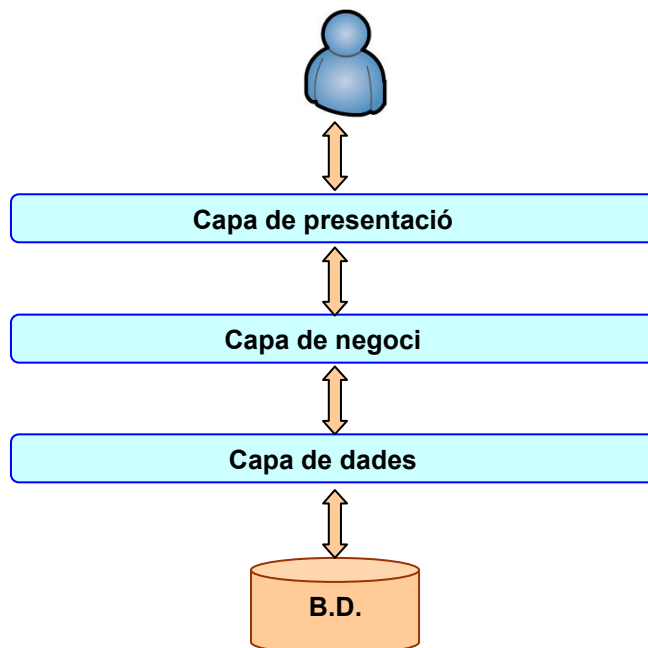 Capa de presentació
Capa de negoci
Capa de dades
B.D.